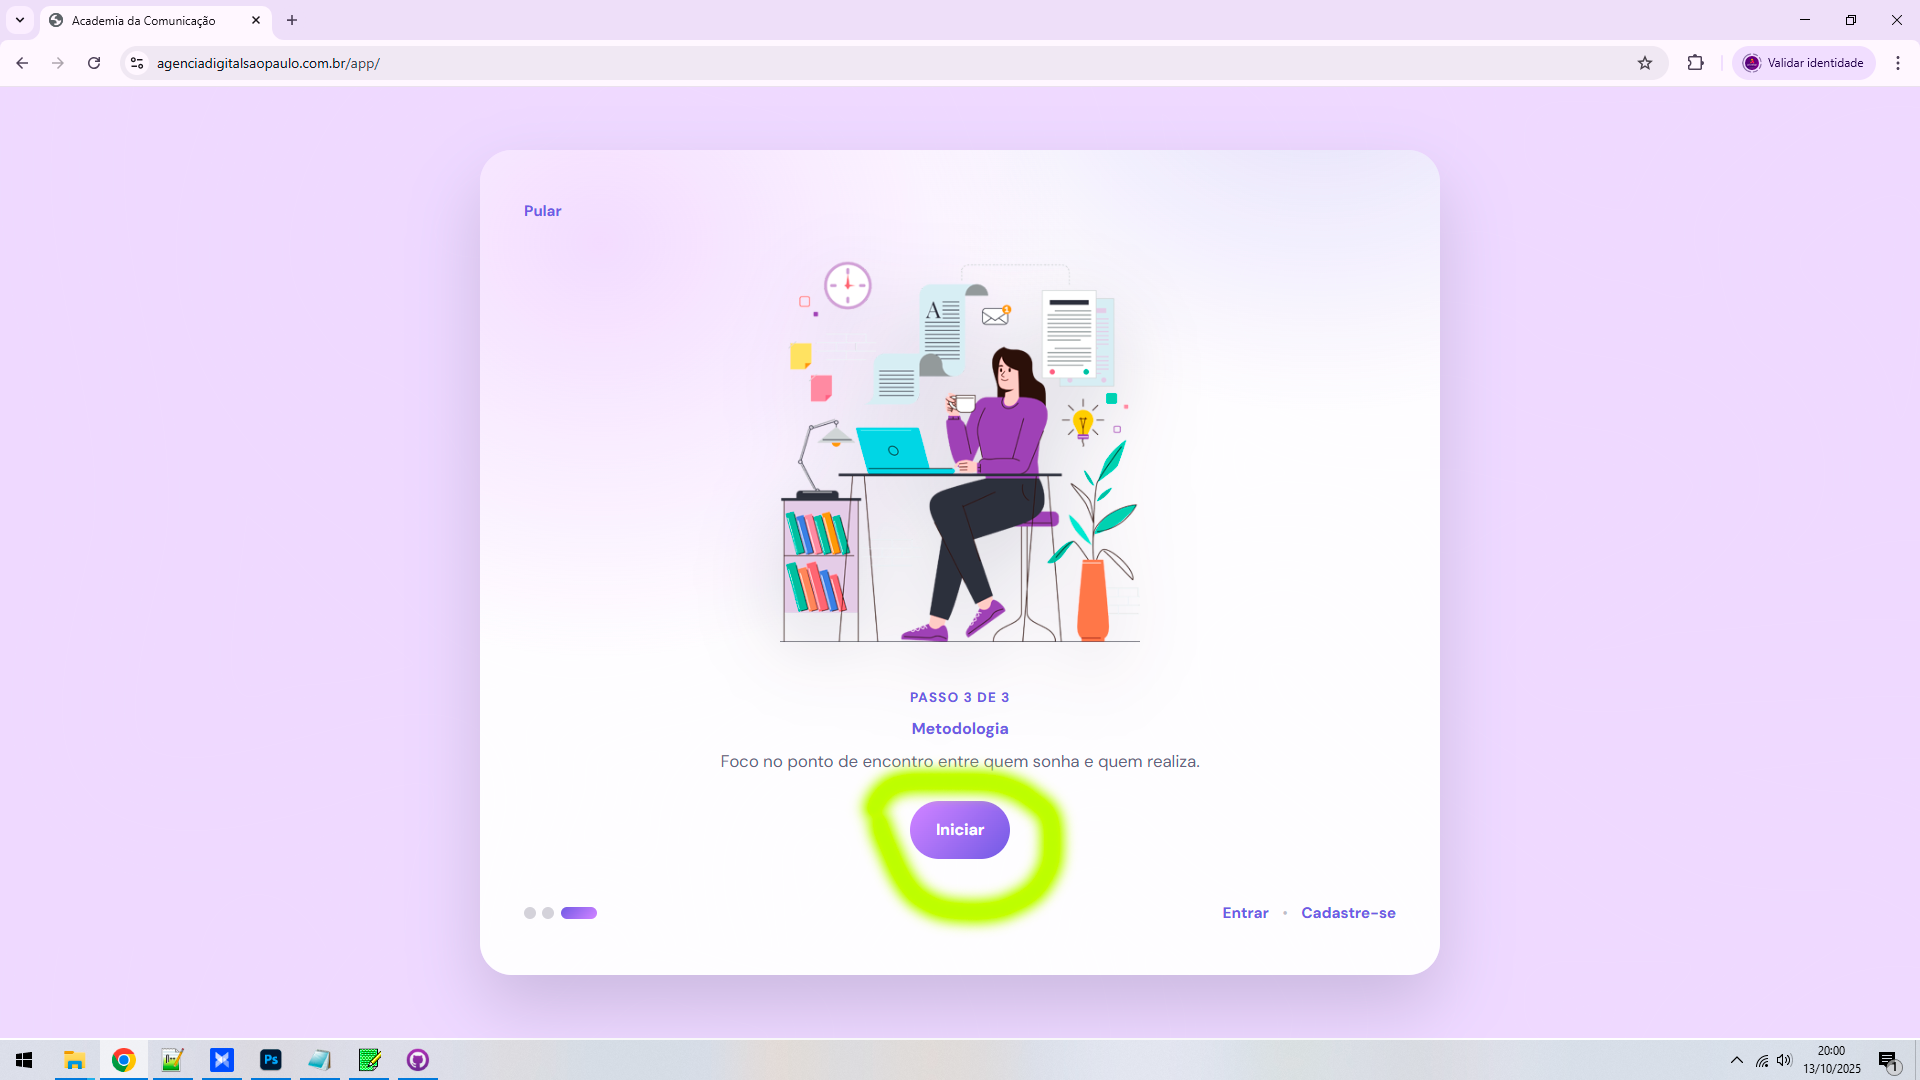 Academia da Comunicação
agenciadigitalsaopaulo.com.br/app/
Validar identidade
Pular
A
1
PASSO 3 DE 3
Metodologia
Foco no ponto de encontro entre quem sonha e quem realiza.
Iniciar
Entrar • Cadastre-se
Ps
20:00
13/10/2025
1